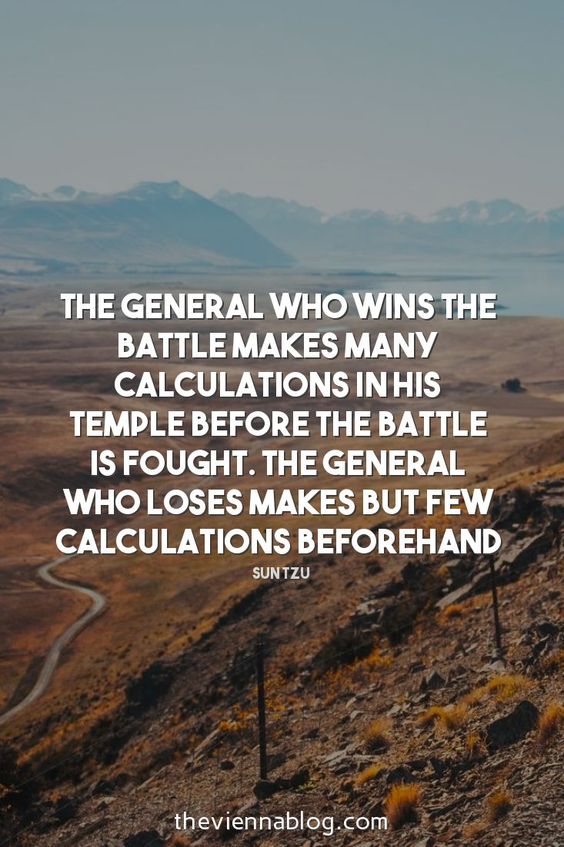 THE GENERAL WHO WINS THE
BATTLE MAKES MANY
CALCULATIONS IN HIS
TEMPLE BEFORE THE BATTLE
IS FOUGHT. THE GENERAL
WHO LOSES MAKES BUT FEW
CALCULATIONS BEFOREHAND
SUN TZU
theviennablog.com